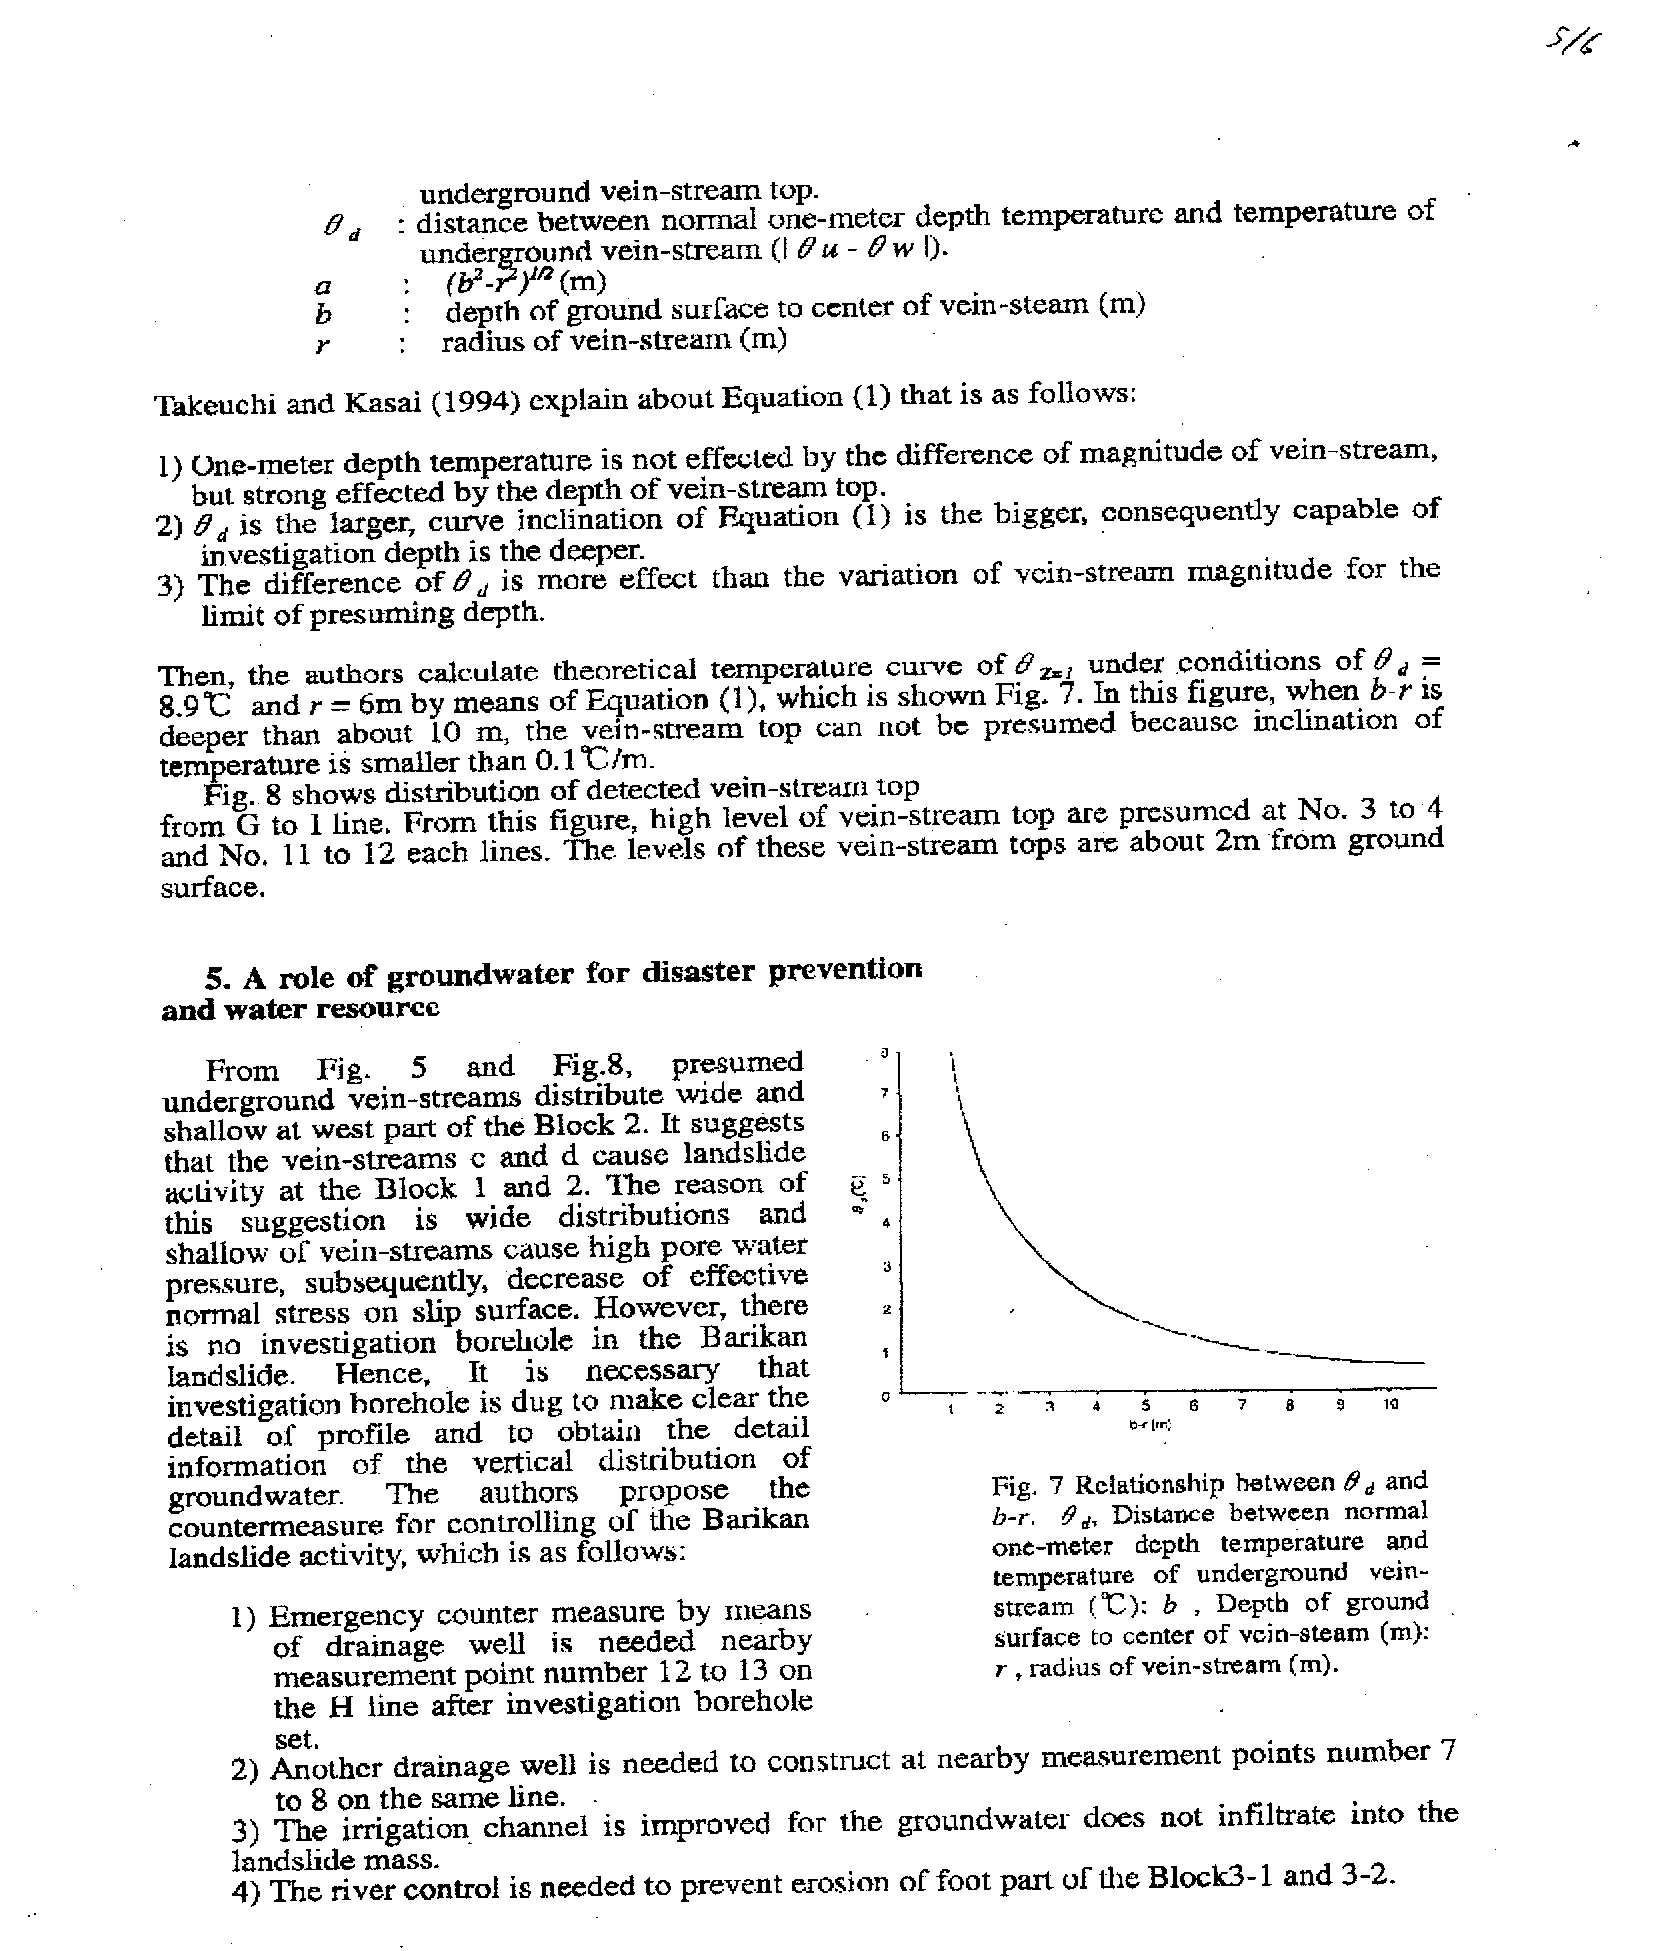 5/6
underground vein-stream top.
θ d : distance between normal one-meter depth temperature and temperature of
underground vein-stream (| θ u - θ w |).
a : (b²-r²)^1/2 (m)
b : depth of ground surface to center of vein-steam (m)
r : radius of vein-stream (m)
Takeuchi and Kasai (1994) explain about Equation (1) that is as follows:
1) One-meter depth temperature is not effected by the difference of magnitude of vein-stream,
but strong effected by the depth of vein-stream top.
2) θ d is the larger, curve inclination of Equation (1) is the bigger, consequently capable of
investigation depth is the deeper.
3) The difference of θ d is more effect than the variation of vein-stream magnitude for the
limit of presuming depth.
Then, the authors calculate theoretical temperature curve of θ z=1 under conditions of θ d =
8.9℃ and r = 6m by means of Equation (1), which is shown Fig. 7. In this figure, when b-r is
deeper than about 10 m, the vein-stream top can not be presumed because inclination of
temperature is smaller than 0.1℃/m.
Fig. 8 shows distribution of detected vein-stream top
from G to I line. From this figure, high level of vein-stream top are presumed at No. 3 to 4
and No. 11 to 12 each lines. The levels of these vein-stream tops are about 2m from ground
surface.
5. A role of groundwater for disaster prevention
and water resource
From Fig. 5 and Fig.8, presumed
underground vein-streams distribute wide and
shallow at west part of the Block 2. It suggests
that the vein-streams c and d cause landslide
activity at the Block 1 and 2. The reason of
this suggestion is wide distributions and
shallow of vein-streams cause high pore water
pressure, subsequently, decrease of effective
normal stress on slip surface. However, there
is no investigation borehole in the Barikan
landslide. Hence, It is necessary that
investigation borehole is dug to make clear the
detail of profile and to obtain the detail
information of the vertical distribution of
groundwater. The authors propose the
countermeasure for controlling of the Barikan
landslide activity, which is as follows:
7
6
5
4
3
2
1
0
1 2 3 4 5 6 7 8 9 10
b-r [m]
Fig. 7 Relationship between θ d and
b-r. θ d, Distance between normal
one-meter depth temperature and
temperature of underground vein-
stream (℃): b , Depth of ground
surface to center of vein-steam (m):
r , radius of vein-stream (m).
1) Emergency counter measure by means
of drainage well is needed nearby
measurement point number 12 to 13 on
the H line after investigation borehole
set.
2) Another drainage well is needed to construct at nearby measurement points number 7
to 8 on the same line.
3) The irrigation channel is improved for the groundwater does not infiltrate into the
landslide mass.
4) The river control is needed to prevent erosion of foot part of the Block3-1 and 3-2.